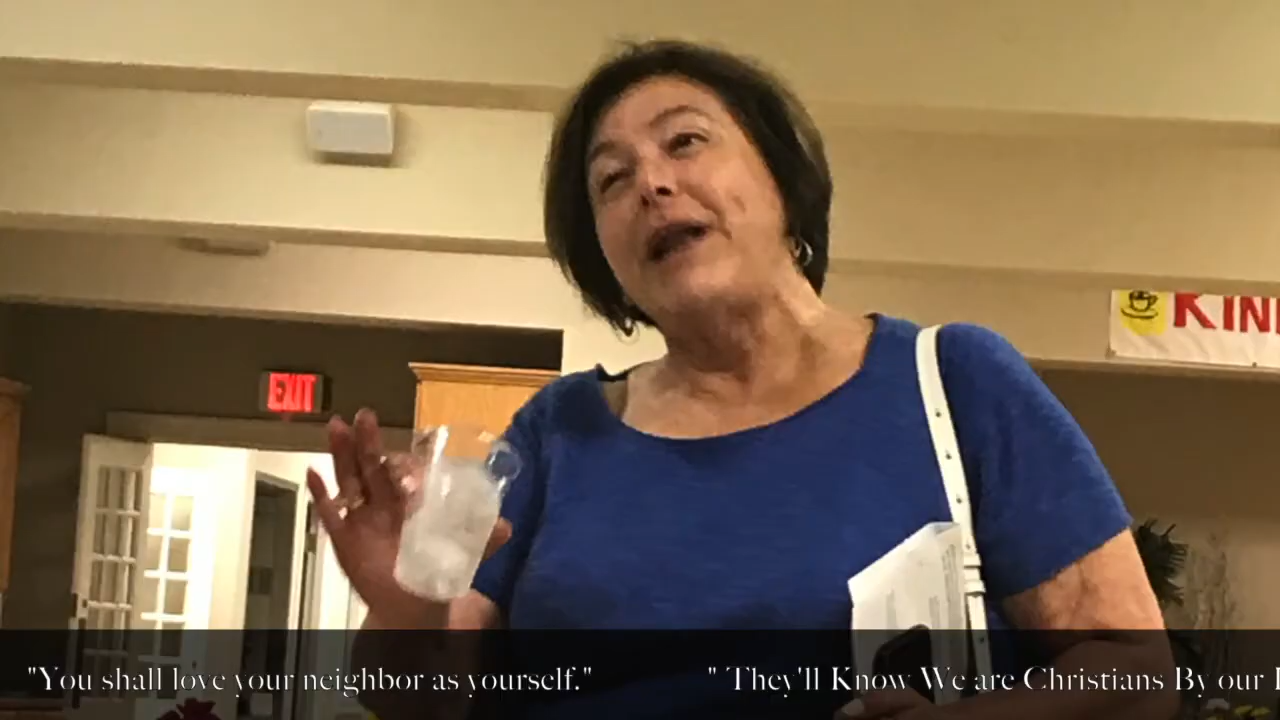 EXIT
KIN
"You shall love your neighbor as yourself." " They'll Know We are Christians By our